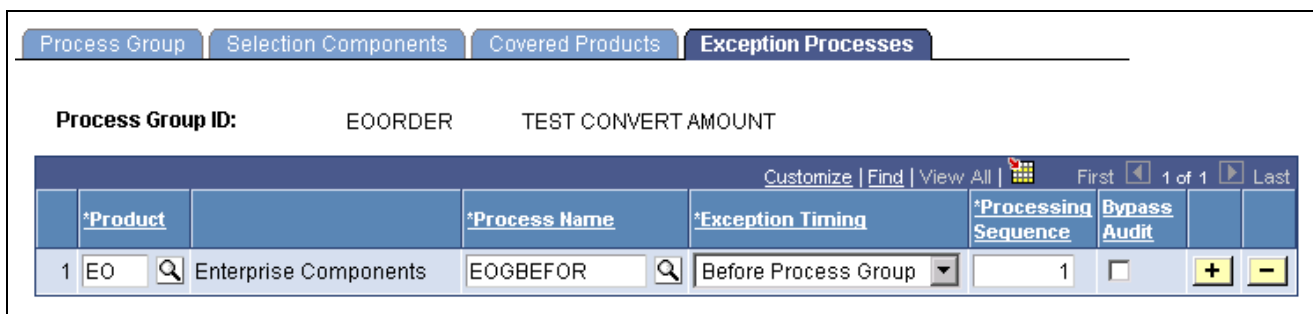 Process Group Selection Components Covered Products Exception Processes
Process Group ID: EOORDER TEST CONVERT AMOUNT
Customize | Find | View All | First 1 of 1 Last
*Product *Process Name *Exception Timing *Processing Sequence Bypass Audit
1 EO Enterprise Components EOGBEFOR Before Process Group 1 + −